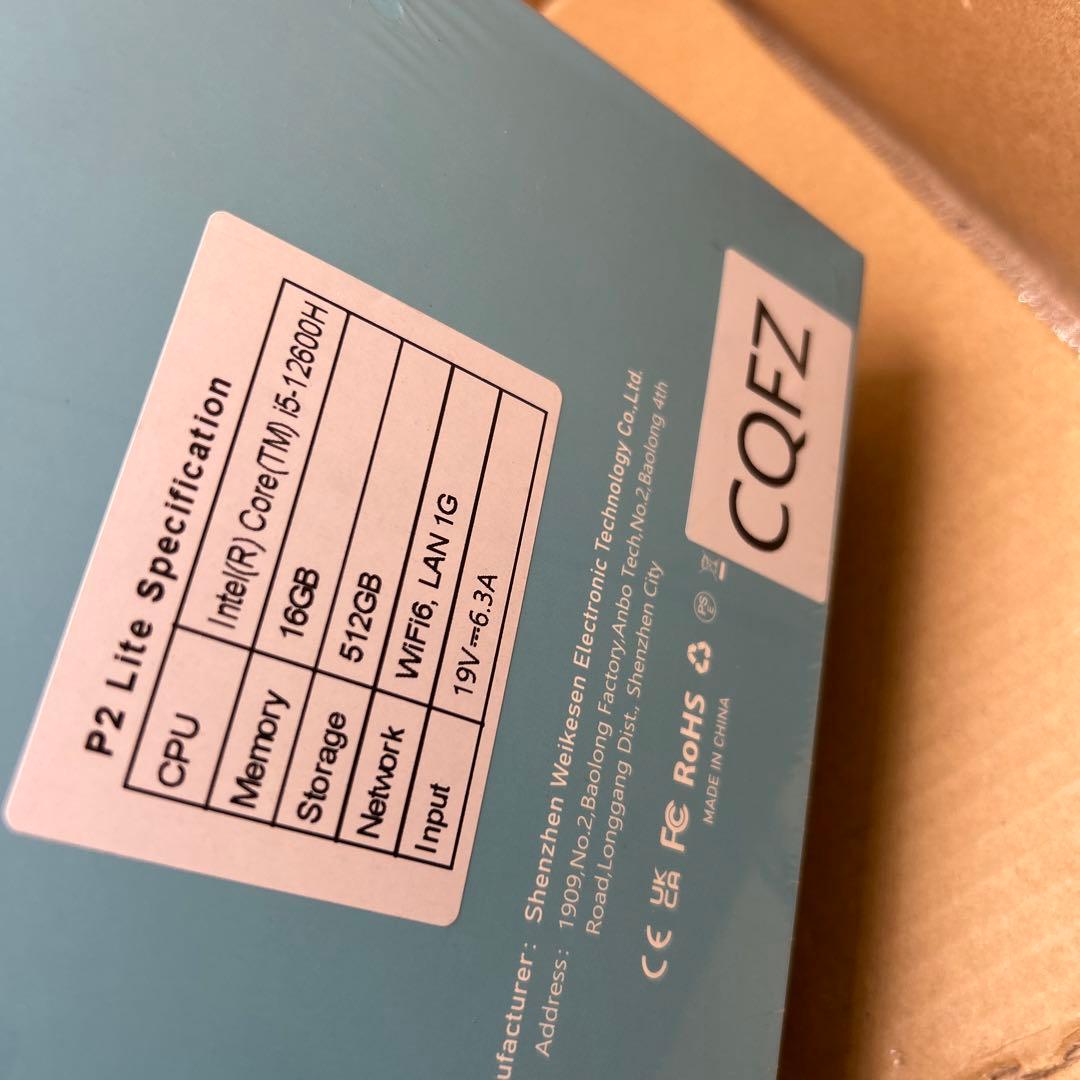 P2 Lite Specification
CPU Intel(R) Core(TM) i5-12600H
Memory 16GB
Storage 512GB
Network WiFi6, LAN 1G
Input 19V⎓6.3A
ufacturer: Shenzhen Weikesen Electronic Technology Co.,Ltd.
Address: 1909,No.2,Baolong Factory,Anbo Tech,No.2,Baolong 4th
Road,Longgang Dist., Shenzhen City
CE UK CA FC RoHS PS E
MADE IN CHINA
CQFZ